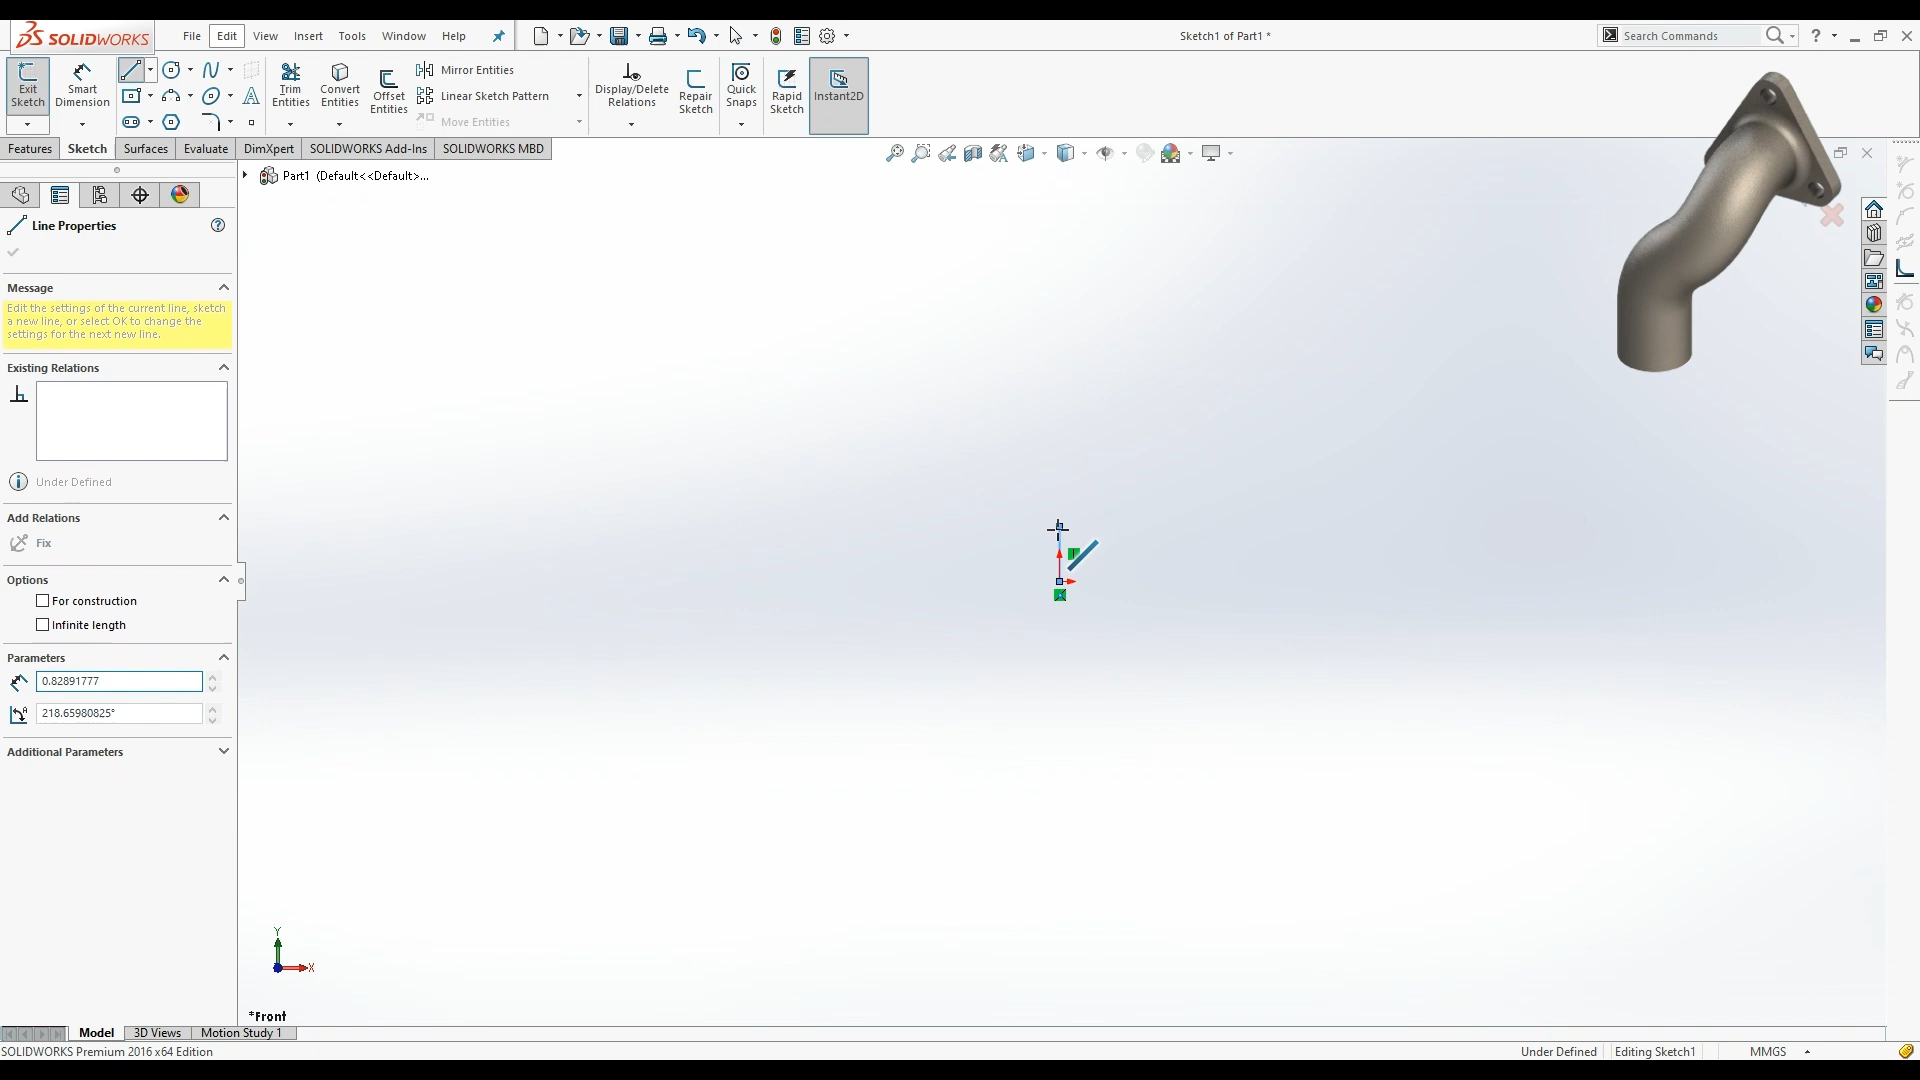 SOLIDWORKS
File Edit View Insert Tools Window Help
Sketch1 of Part1 *
Search Commands
Exit Sketch
Smart Dimension
Trim Entities
Convert Entities
Offset Entities
Mirror Entities
Linear Sketch Pattern
Move Entities
Display/Delete Relations
Repair Sketch
Quick Snaps
Rapid Sketch
Instant2D
Features Sketch Surfaces Evaluate DimXpert SOLIDWORKS Add-Ins SOLIDWORKS MBD
Part1 (Default<<Default>...
Line Properties
Message
Edit the settings of the current line, sketch
a new line, or select OK to change the
settings for the next new line.
Existing Relations
Under Defined
Add Relations
Fix
Options
For construction
Infinite length
Parameters
0.82891777
218.65980825°
Additional Parameters
Y
X
*Front
Model 3D Views Motion Study 1
SOLIDWORKS Premium 2016 x64 Edition
Under Defined Editing Sketch1 MMGS